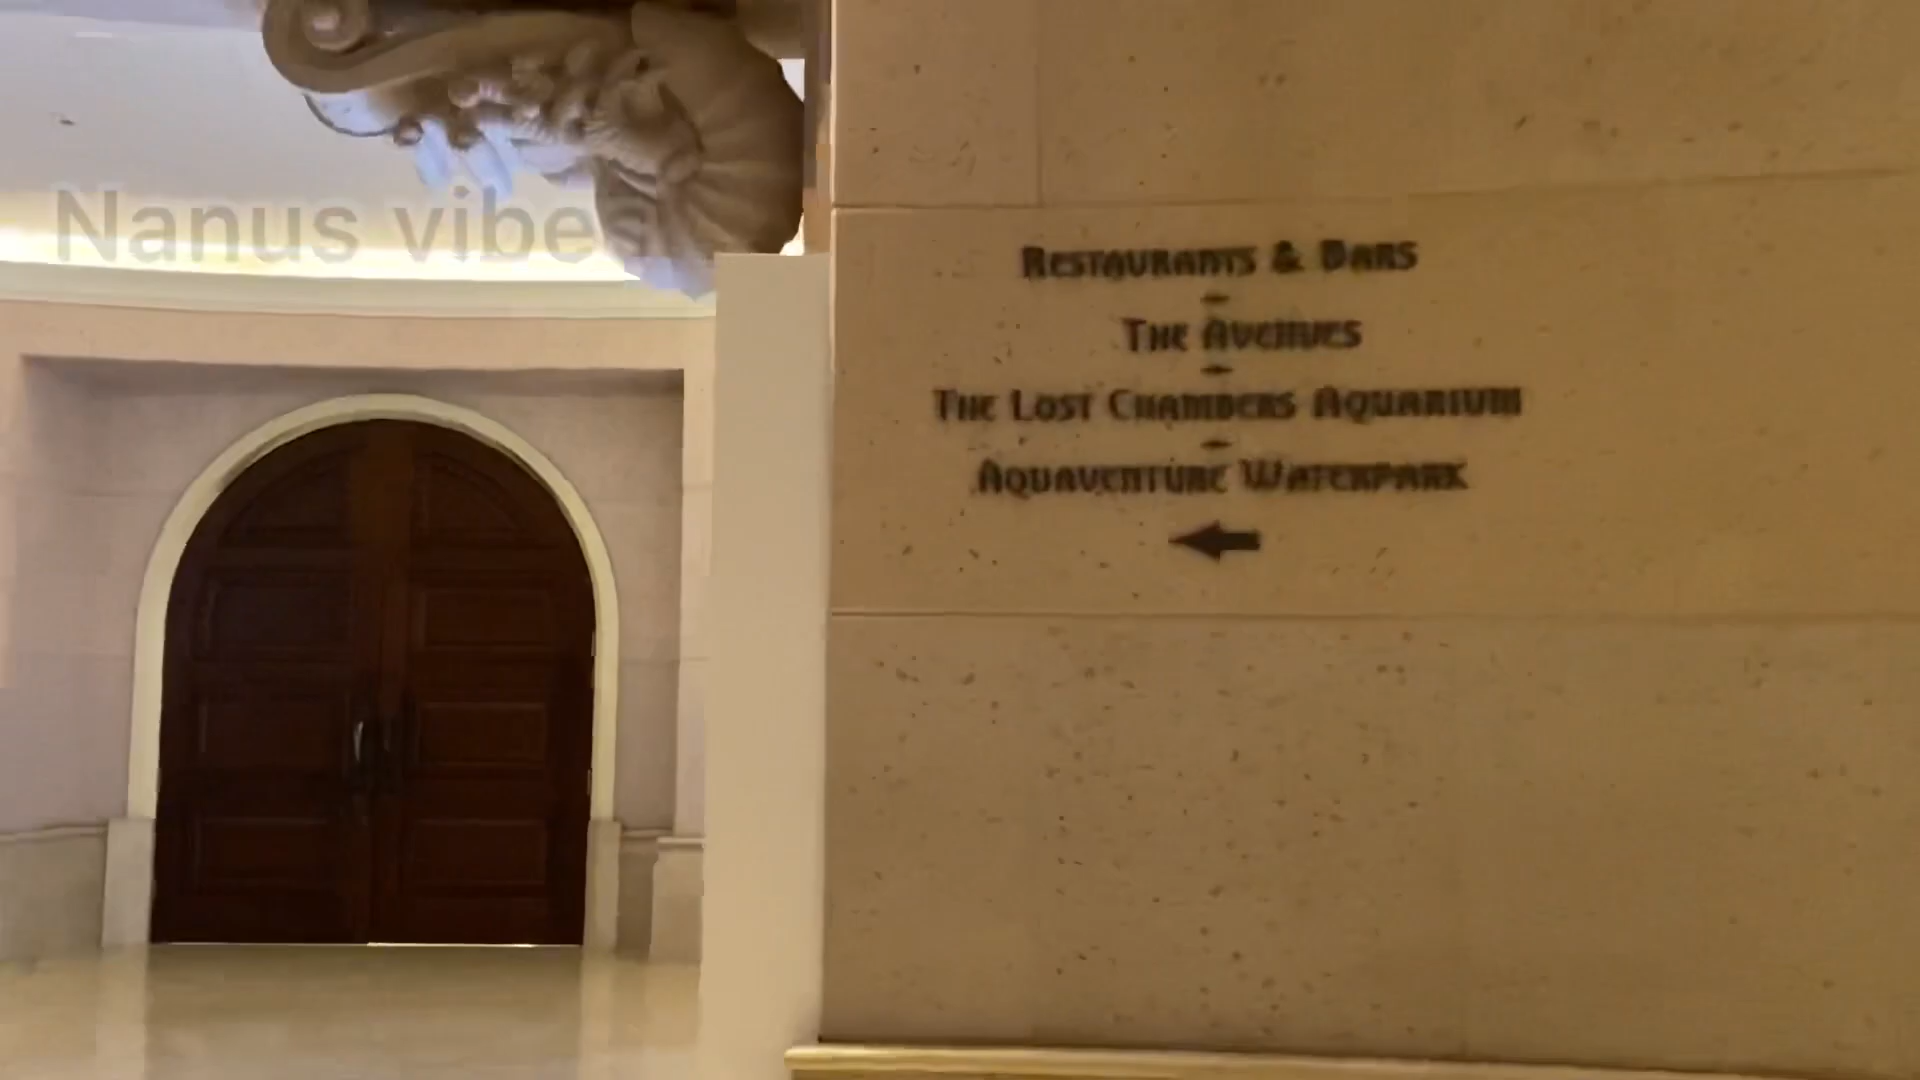 Nanus vibes
Restaurants & Bars
The Avenues
The Lost Chambers Aquarium
Aquaventure Waterpark